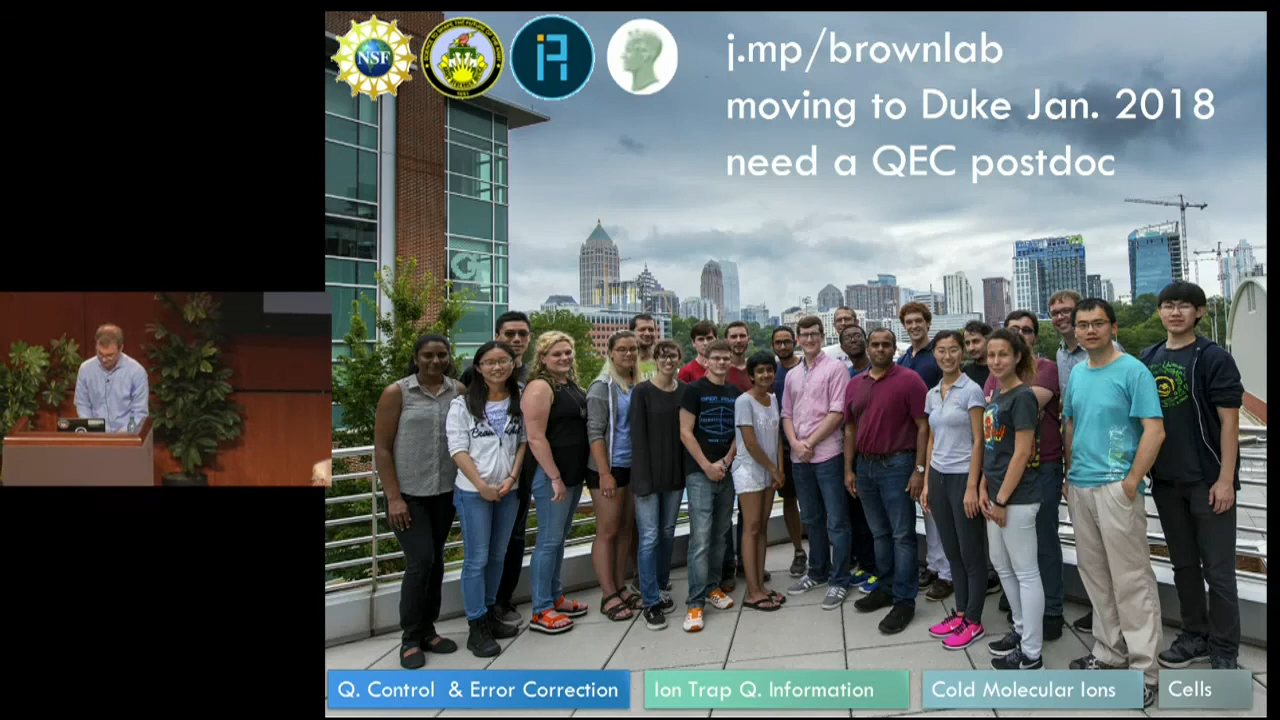 NSF
j.mp/brownlab
moving to Duke Jan. 2018
need a QEC postdoc
Q. Control & Error Correction
Ion Trap Q. Information
Cold Molecular Ions
Cells